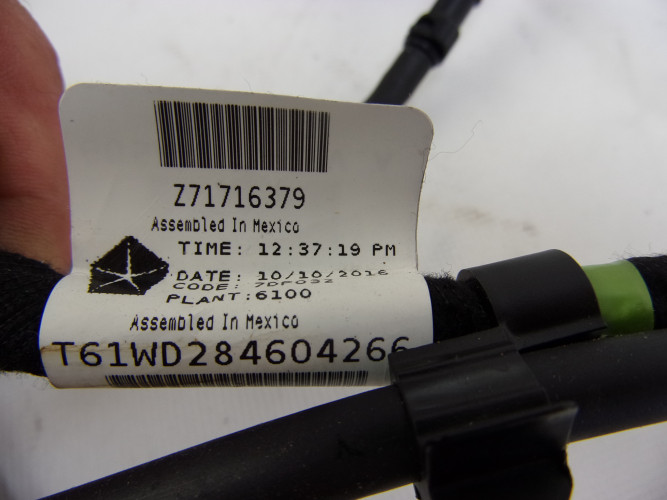 Z71716379
Assembled In Mexico
TIME: 12:37:19 PM
DATE: 10/10/2016
CODE:
PLANT:6100
Assembled In Mexico
T61WD284604266